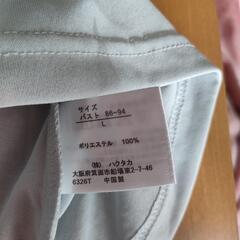 サイズ
バスト 86-94
L
ポリエステル 100%
(株) ハウタカ
大阪府箕面市船場東2-7-46
6326T 中国製